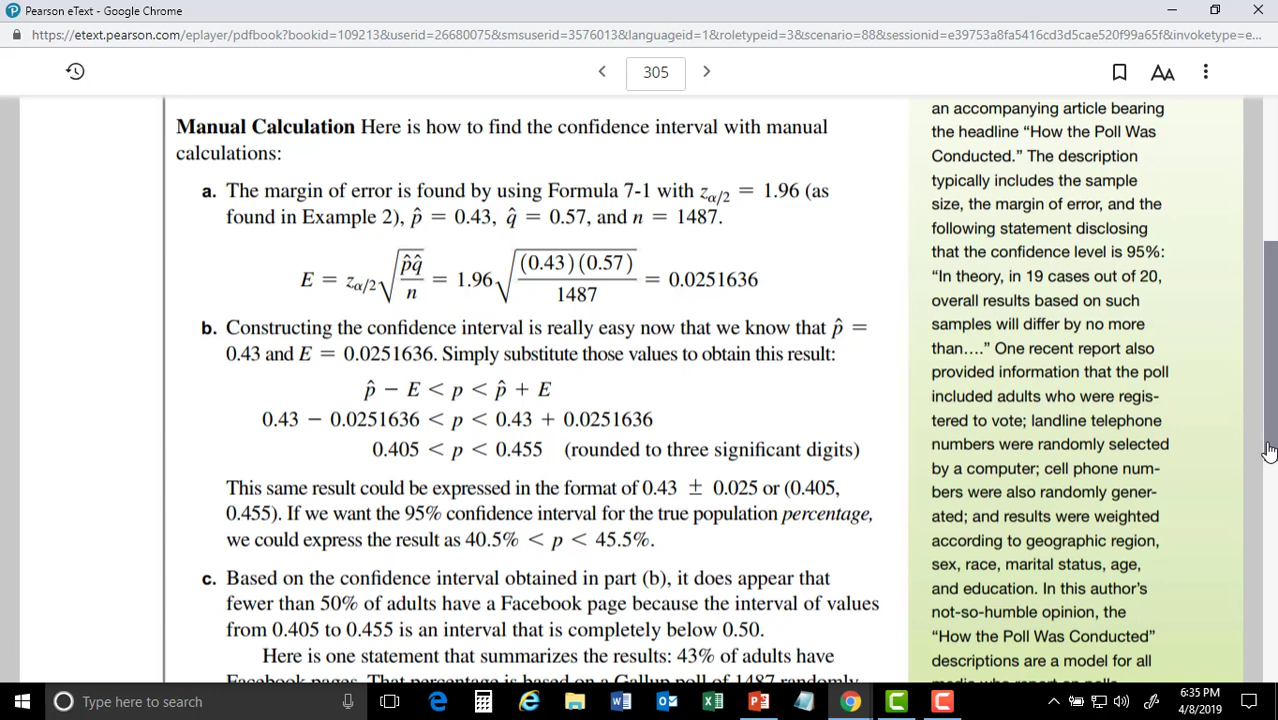 Pearson eText - Google Chrome
https://etext.pearson.com/eplayer/pdfbook?bookid=109213&userid=26680075&smsuserid=3576013&languageid=1&roletypeid=3&scenario=88&sessionid=e39753a8fa5416cd3d5cae520f99a65f&invoketype=e...
305
AA
Manual Calculation Here is how to find the confidence interval with manual
calculations:
a. The margin of error is found by using Formula 7-1 with zα/2 = 1.96 (as
found in Example 2), p̂ = 0.43, q̂ = 0.57, and n = 1487.
E = zα/2√(p̂q̂/n) = 1.96√((0.43)(0.57)/1487) = 0.0251636
b. Constructing the confidence interval is really easy now that we know that p̂ =
0.43 and E = 0.0251636. Simply substitute those values to obtain this result:
p̂ − E < p < p̂ + E
0.43 − 0.0251636 < p < 0.43 + 0.0251636
0.405 < p < 0.455 (rounded to three significant digits)
This same result could be expressed in the format of 0.43 ± 0.025 or (0.405,
0.455). If we want the 95% confidence interval for the true population percentage,
we could express the result as 40.5% < p < 45.5%.
c. Based on the confidence interval obtained in part (b), it does appear that
fewer than 50% of adults have a Facebook page because the interval of values
from 0.405 to 0.455 is an interval that is completely below 0.50.
Here is one statement that summarizes the results: 43% of adults have
Facebook pages. That percentage is based on a Gallup poll of 1487 randomly
an accompanying article bearing
the headline “How the Poll Was
Conducted.” The description
typically includes the sample
size, the margin of error, and the
following statement disclosing
that the confidence level is 95%:
“In theory, in 19 cases out of 20,
overall results based on such
samples will differ by no more
than….” One recent report also
provided information that the poll
included adults who were regis-
tered to vote; landline telephone
numbers were randomly selected
by a computer; cell phone num-
bers were also randomly gener-
ated; and results were weighted
according to geographic region,
sex, race, marital status, age,
and education. In this author’s
not-so-humble opinion, the
“How the Poll Was Conducted”
descriptions are a model for all
media who report on polls.
Type here to search
6:35 PM
4/8/2019